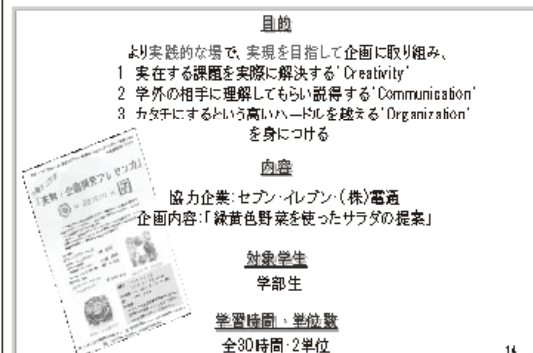 目的
より実践的な場で、実現を目指して企画に取り組み、
1 実在する課題を実際に解決する'Creativity'
2 学外の相手に理解してもらい説得する'Communication'
3 カタチにするという高いハードルを越える'Organization'
を身につける
内容
協力企業：セブン-イレブン・(株)電通
企画内容：「緑黄色野菜を使ったサラダの提案」
対象学生
学部生
学習時間・単位数
全30時間・2単位
14